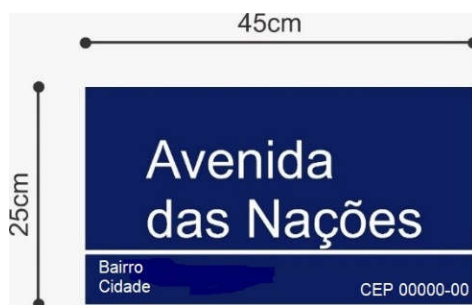 45cm
25cm
Avenida
das Nações
Bairro
Cidade
CEP 00000-00